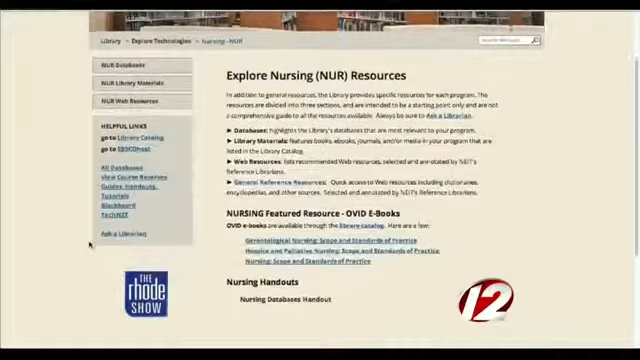 Library › Explore Technologies › Nursing - NUR
NUR Databases
NUR Library Materials
NUR Web Resources
HELPFUL LINKS
go to Library Catalog
go to EBSCOhost
All Databases
View Course Reserves
Guides, Handouts,
Tutorials
Blackboard
TechNET
Ask a Librarian
Explore Nursing (NUR) Resources
In addition to general resources, the Library provides specific resources for each program. The
resources are divided into three sections, and are intended to be a starting point only and are not
a comprehensive guide to all the resources available. Always be sure to Ask a Librarian.
► Databases: highlights the Library's databases that are most relevant to your program.
► Library Materials: features books, ebooks, journals, and/or media in your program that are
listed in the Library Catalog.
► Web Resources: lists recommended Web resources, selected and annotated by NEIT's
Reference Librarians.
► General Reference Resources: Quick access to Web resources including dictionaries,
encyclopedias, and other sources. Selected and annotated by NEIT's Reference Librarians.
NURSING Featured Resource - OVID E-Books
OVID e-books are available through the library catalog. Here are a few:
Gerontological Nursing: Scope and Standards of Practice
Hospice and Palliative Nursing: Scope and Standards of Practice
Nursing: Scope and Standards of Practice
Nursing Handouts
Nursing Databases Handout
THE
rhode
SHOW
12